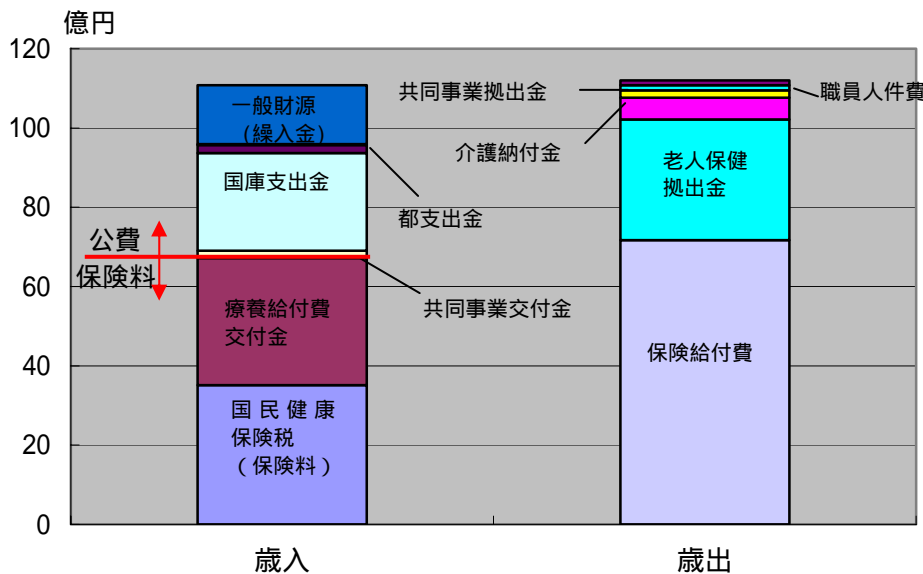 億円
120
100
80
60
40
20
0
一般財源
(繰入金)
国庫支出金
公費
保険料
療養給付費
交付金
国民健康
保険税
(保険料)
都支出金
共同事業交付金
共同事業拠出金
介護納付金
職員人件費
老人保健
拠出金
保険給付費
歳入
歳出